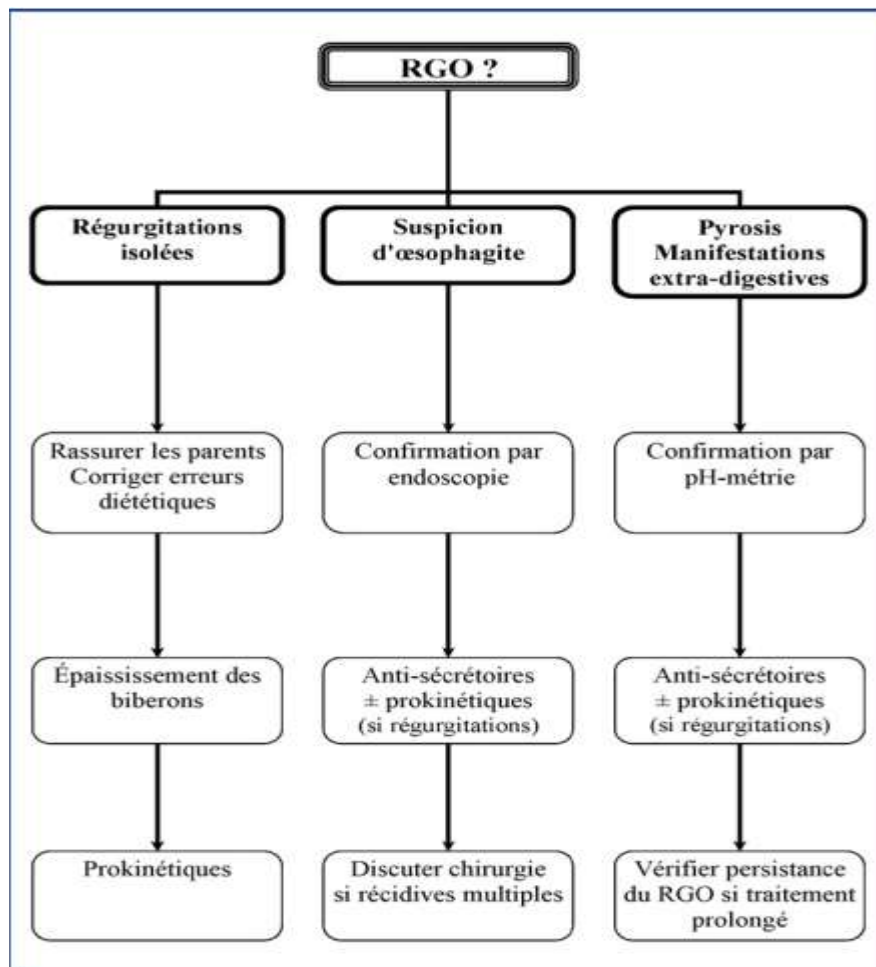 RGO ?
Régurgitations
isolées
Suspicion
d'œsophagite
Pyrosis
Manifestations
extra-digestives
Rassurer les parents
Corriger erreurs
diététiques
Confirmation par
endoscopie
Confirmation par
pH-métrie
Épaississement des
biberons
Anti-sécrétoires
± prokinétiques
(si régurgitations)
Anti-sécrétoires
± prokinétiques
(si régurgitations)
Prokinétiques
Discuter chirurgie
si récidives multiples
Vérifier persistance
du RGO si traitement
prolongé